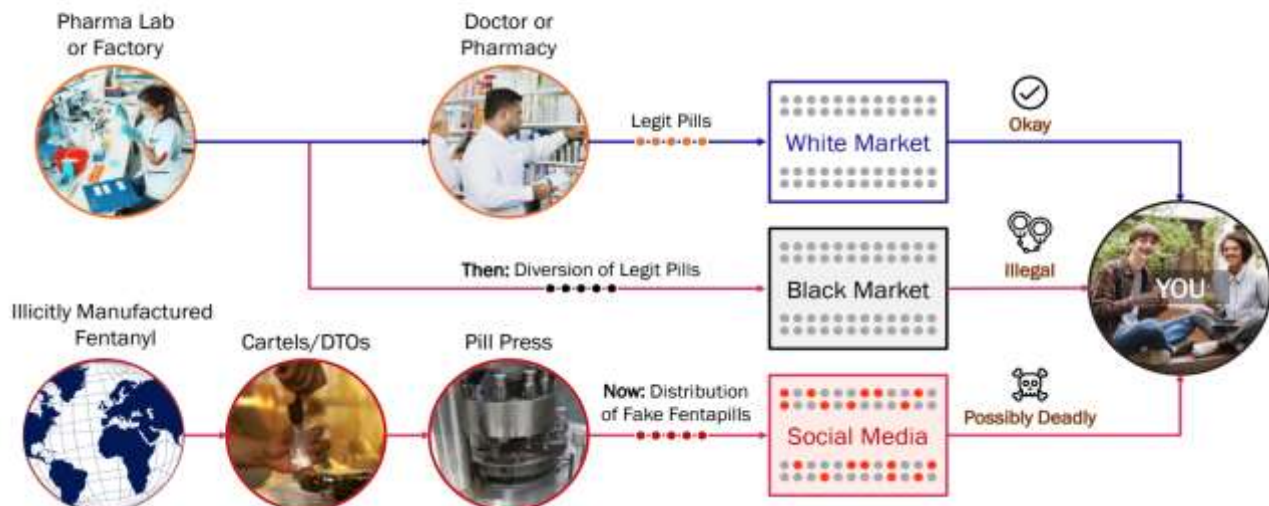 Pharma Lab
or Factory
Doctor or
Pharmacy
Legit Pills
White Market
Okay
Then: Diversion of Legit Pills
Black Market
Illegal
YOU
Illicitly Manufactured
Fentanyl
Cartels/DTOs
Pill Press
Now: Distribution
of Fake Fentapills
Social Media
Possibly Deadly